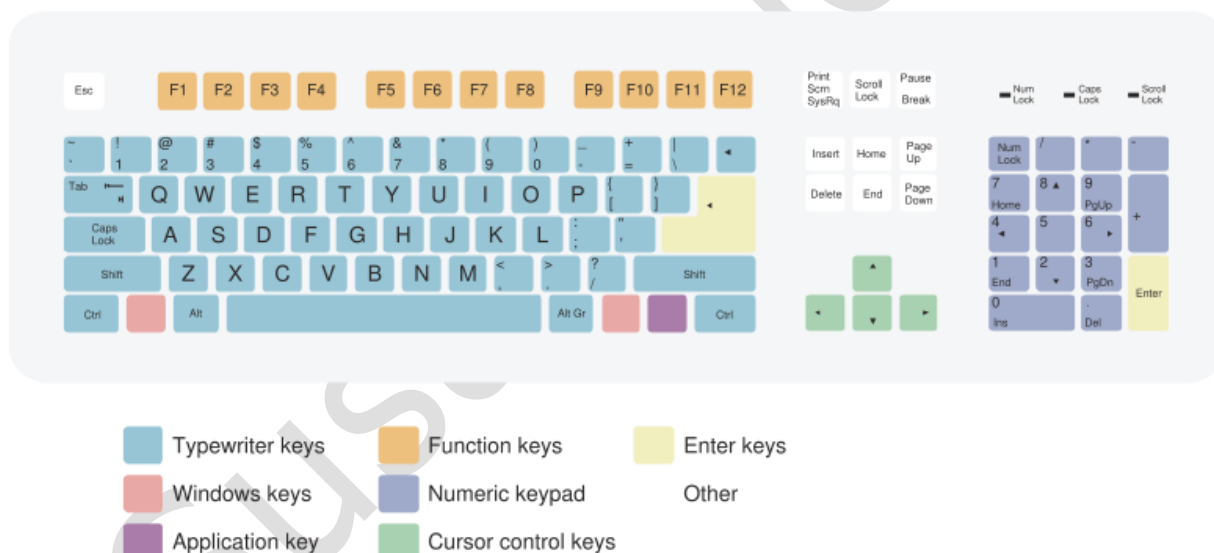 Esc F1 F2 F3 F4 F5 F6 F7 F8 F9 F10 F11 F12 Print Scrn SysRq Scroll Lock Pause Break Num Lock Caps Lock Scroll Lock
~ ` ! 1 @ 2 # 3 $ 4 % 5 ^ 6 & 7 * 8 ( 9 ) 0 _ - + = | \ ◄ Insert Home Page Up Num Lock / * -
Tab Q W E R T Y U I O P { [ } ] Delete End Page Down 7 Home 8 ▲ 9 PgUp +
Caps Lock A S D F G H J K L : ; " ' ◄ 4 ◄ 5 6 ►
Shift Z X C V B N M < , > . ? / Shift ▲ 1 End 2 ▼ 3 PgDn Enter
Ctrl Alt Alt Gr Ctrl ◄ ▼ ► 0 Ins . Del
Typewriter keys Function keys Enter keys
Windows keys Numeric keypad Other
Application key Cursor control keys